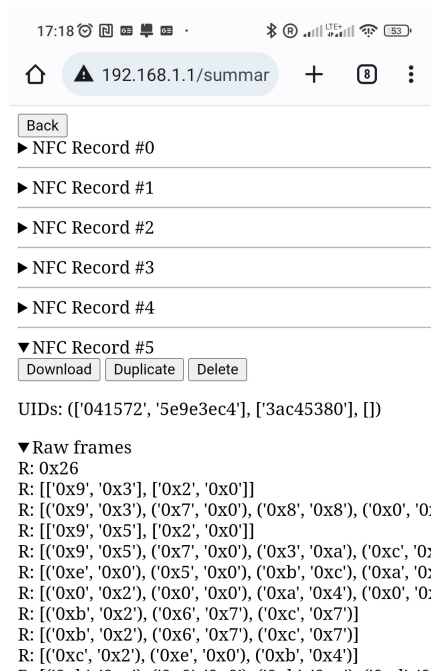 17:18
LTE+
53
192.168.1.1/summar
8
Back
NFC Record #0
NFC Record #1
NFC Record #2
NFC Record #3
NFC Record #4
NFC Record #5
Download Duplicate Delete
UIDs: (['041572', '5e9e3ec4'], ['3ac45380'], [])
Raw frames
R: 0x26
R: [['0x9', '0x3'], ['0x2', '0x0']]
R: [('0x9', '0x3'), ('0x7', '0x0'), ('0x8', '0x8'), ('0x0', '0x
R: [['0x9', '0x5'], ['0x2', '0x0']]
R: [('0x9', '0x5'), ('0x7', '0x0'), ('0x3', '0xa'), ('0xc', '0x
R: [('0xe', '0x0'), ('0x5', '0x0'), ('0xb', '0xc'), ('0xa', '0x
R: [('0x0', '0x2'), ('0x0', '0x0'), ('0xa', '0x4'), ('0x0', '0x
R: [('0xb', '0x2'), ('0x6', '0x7'), ('0xc', '0x7')]
R: [('0xb', '0x2'), ('0x6', '0x7'), ('0xc', '0x7')]
R: [('0xc', '0x2'), ('0xe', '0x0'), ('0xb', '0x4')]